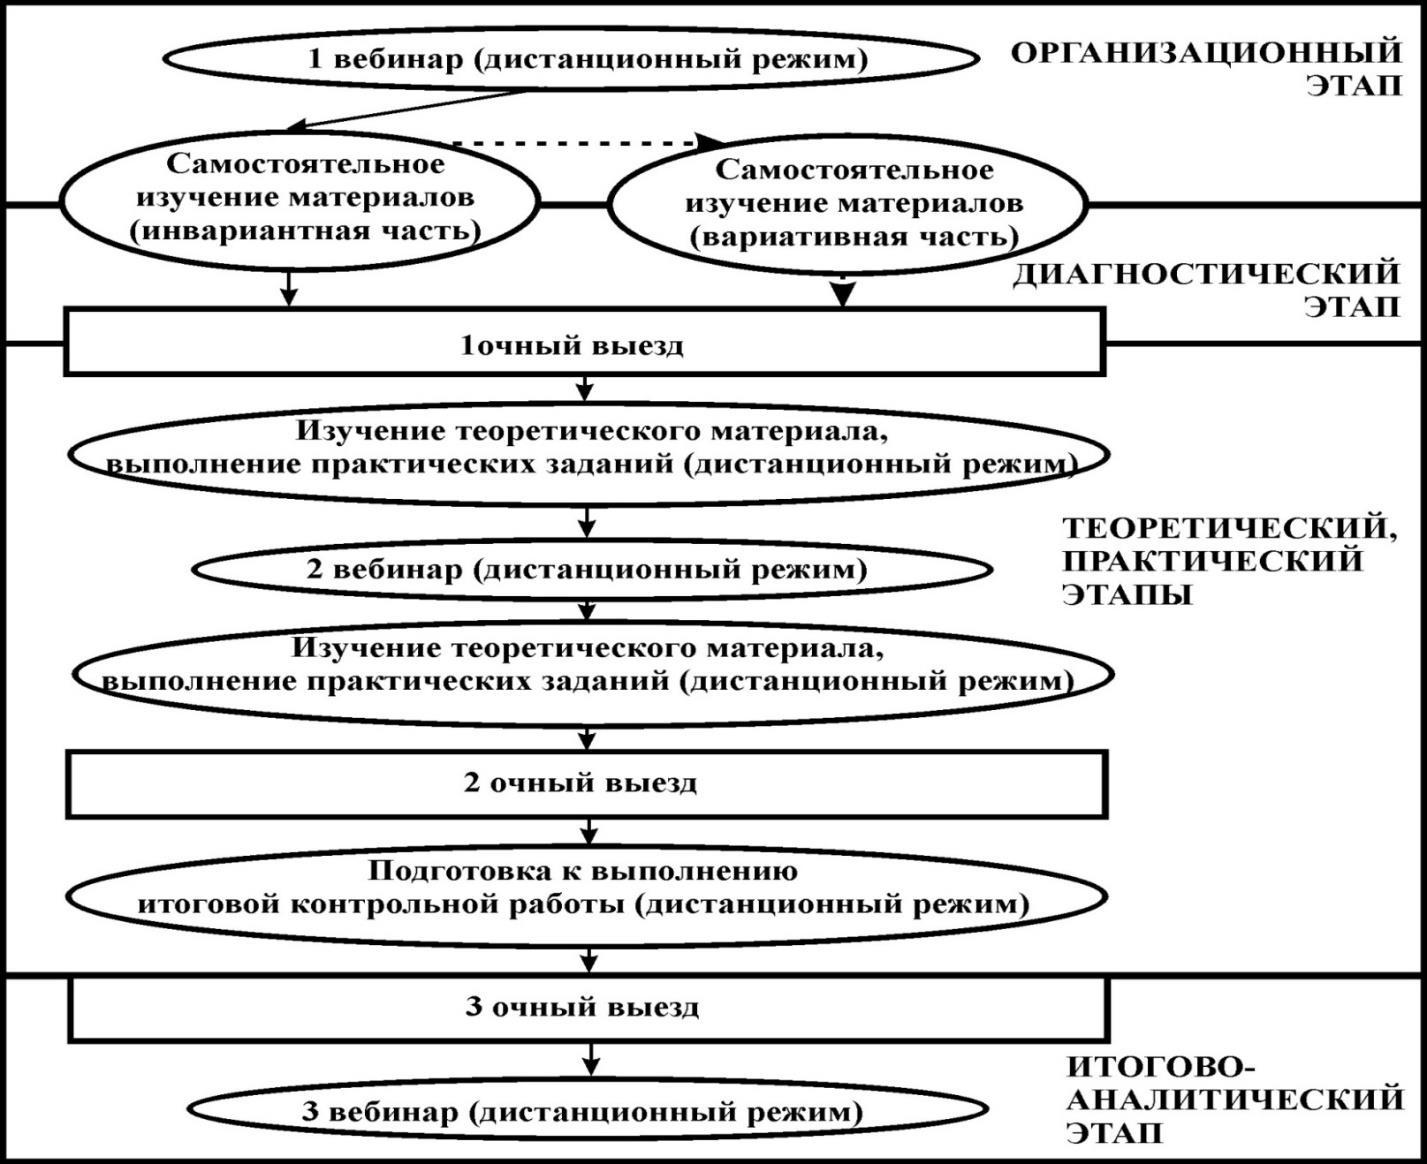 1 вебинар (дистанционный режим)
ОРГАНИЗАЦИОННЫЙ
ЭТАП
Самостоятельное
изучение материалов
(инвариантная часть)
Самостоятельное
изучение материалов
(вариативная часть)
ДИАГНОСТИЧЕСКИЙ
ЭТАП
1очный выезд
Изучение теоретического материала,
выполнение практических заданий (дистанционный режим)
ТЕОРЕТИЧЕСКИЙ,
ПРАКТИЧЕСКИЙ
ЭТАПЫ
2 вебинар (дистанционный режим)
Изучение теоретического материала,
выполнение практических заданий (дистанционный режим)
2 очный выезд
Подготовка к выполнению
итоговой контрольной работы (дистанционный режим)
3 очный выезд
ИТОГОВО-
АНАЛИТИЧЕСКИЙ
ЭТАП
3 вебинар (дистанционный режим)